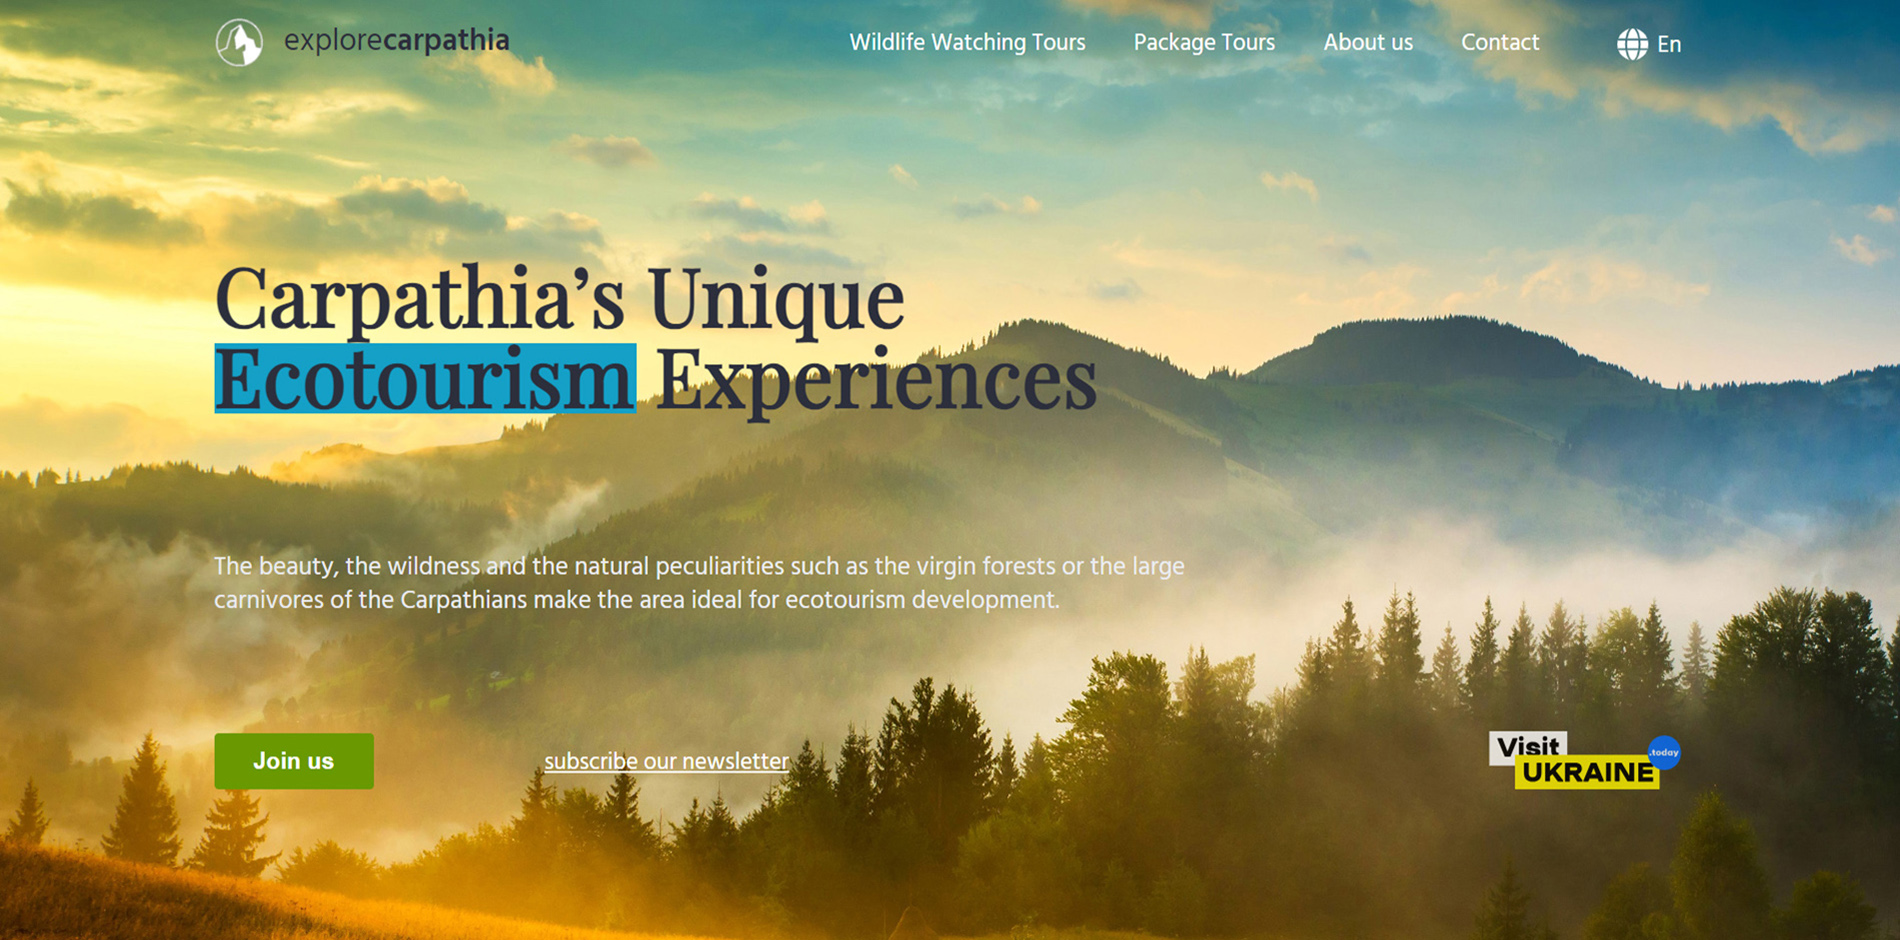 explorecarpathia
Wildlife Watching Tours
Package Tours
About us
Contact
En
Carpathia’s Unique
Ecotourism Experiences
The beauty, the wildness and the natural peculiarities such as the virgin forests or the large
carnivores of the Carpathians make the area ideal for ecotourism development.
Join us
subscribe our newsletter
Visit
.today
UKRAINE